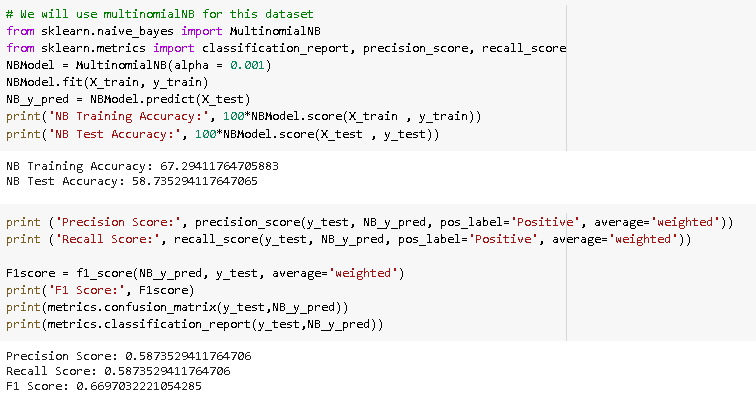 # We will use multinomialNB for this dataset
from sklearn.naive_bayes import MultinomialNB
from sklearn.metrics import classification_report, precision_score, recall_score
NBModel = MultinomialNB(alpha = 0.001)
NBModel.fit(X_train, y_train)
NB_y_pred = NBModel.predict(X_test)
print('NB Training Accuracy:', 100*NBModel.score(X_train , y_train))
print('NB Test Accuracy:', 100*NBModel.score(X_test , y_test))
NB Training Accuracy: 67.29411764705883
NB Test Accuracy: 58.735294117647065
print ('Precision Score:', precision_score(y_test, NB_y_pred, pos_label='Positive', average='weighted'))
print ('Recall Score:', recall_score(y_test, NB_y_pred, pos_label='Positive', average='weighted'))
F1score = f1_score(NB_y_pred, y_test, average='weighted')
print('F1 Score:', F1score)
print(metrics.confusion_matrix(y_test,NB_y_pred))
print(metrics.classification_report(y_test,NB_y_pred))
Precision Score: 0.5873529411764706
Recall Score: 0.5873529411764706
F1 Score: 0.6697032221054285